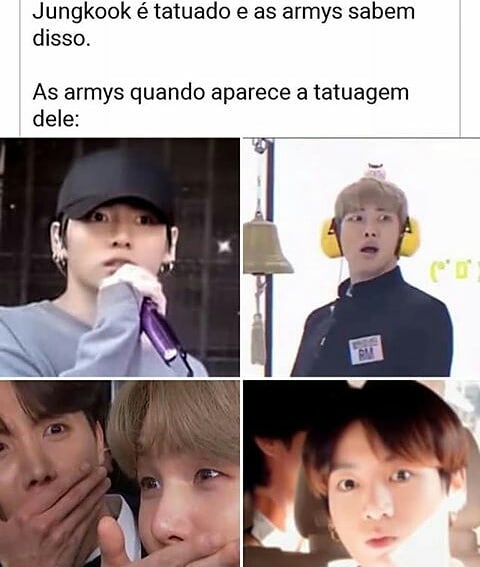 Jungkook é tatuado e as armys sabem
disso.
As armys quando aparece a tatuagem
dele:
RM